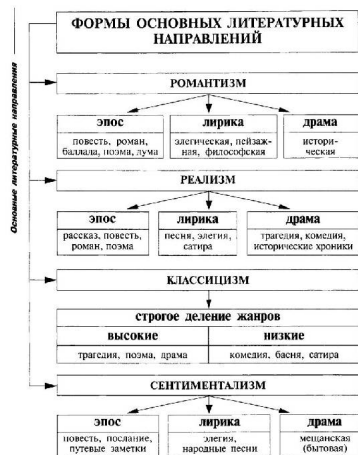 ФОРМЫ ОСНОВНЫХ ЛИТЕРАТУРНЫХ
НАПРАВЛЕНИЙ
Основные литературные направления
РОМАНТИЗМ
эпос
повесть, роман,
баллада, поэма, дума
лирика
элегическая, пейзаж-
ная, философская
драма
истори-
ческая
РЕАЛИЗМ
эпос
рассказ, повесть,
роман, поэма
лирика
песня, элегия,
сатира
драма
трагедия, комедия,
исторические хроники
КЛАССИЦИЗМ
строгое деление жанров
высокие
трагедия, поэма, драма
низкие
комедия, басня, сатира
СЕНТИМЕНТАЛИЗМ
эпос
повесть, послание,
путевые заметки
лирика
элегия,
народные песни
драма
мещанская
(бытовая)